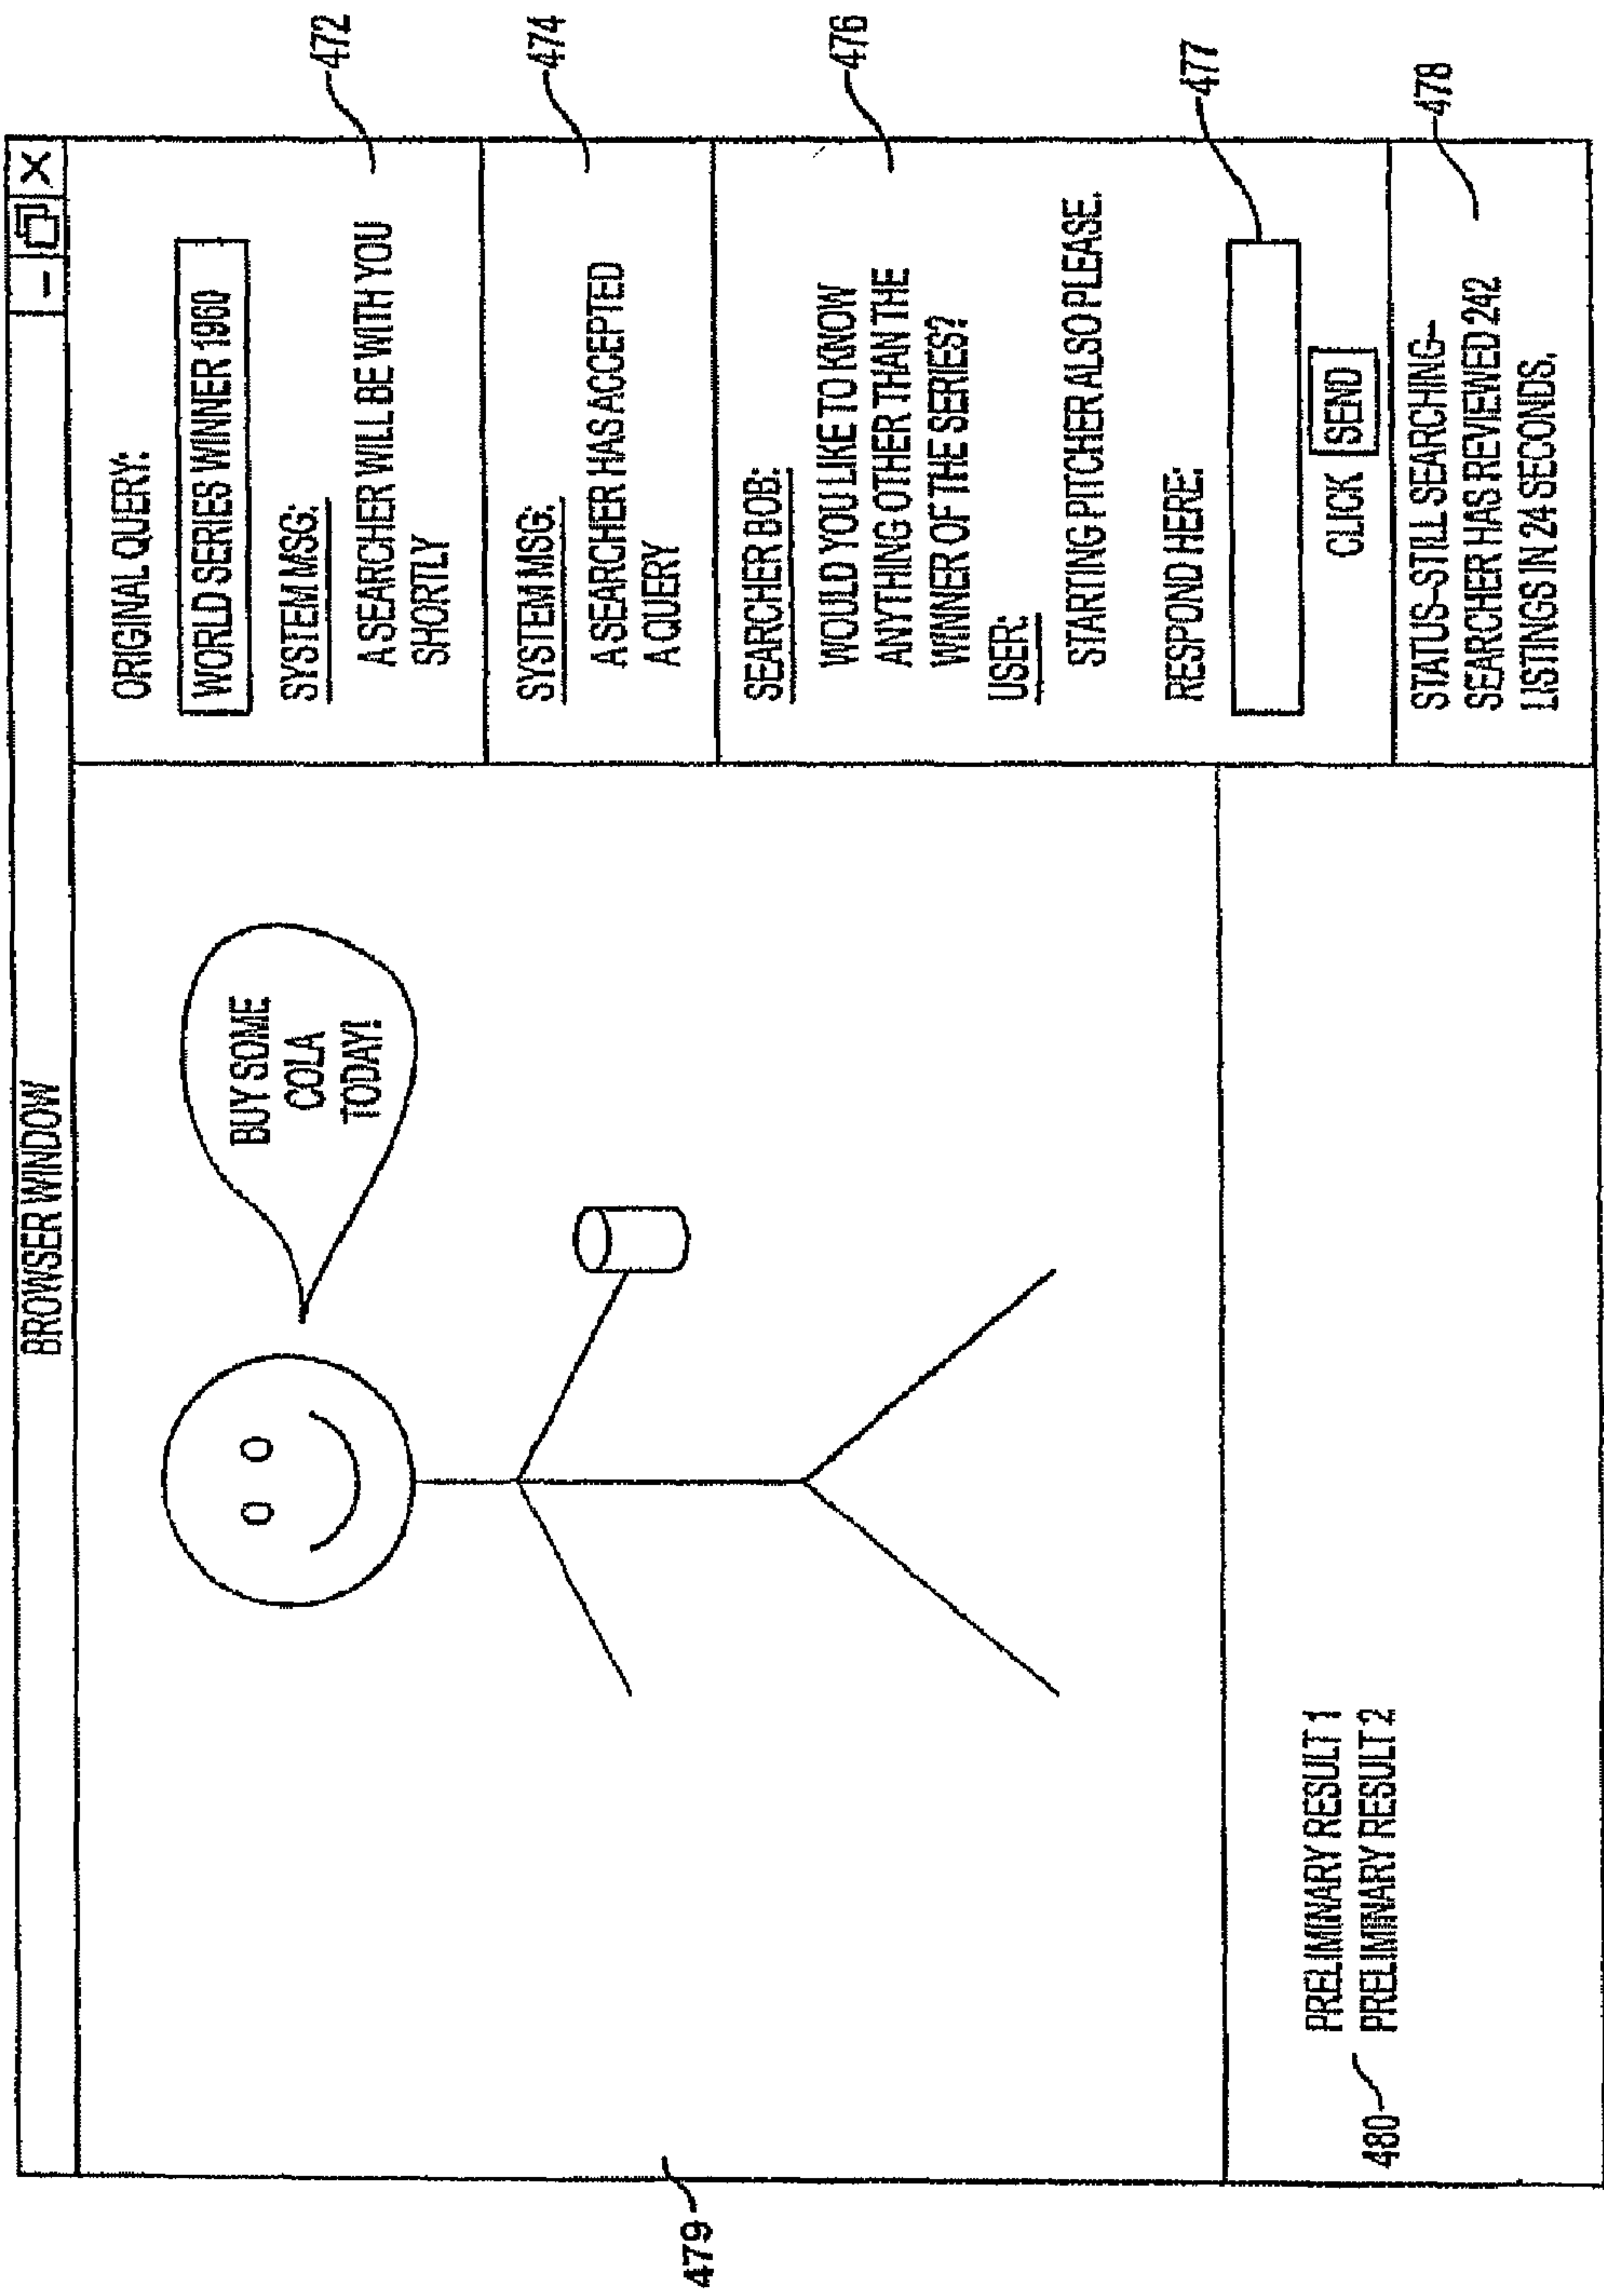 BROWSER WINDOW
BUY SOME
COLA
TODAY!
479
PRELIMINARY RESULT 1
PRELIMINARY RESULT 2
480
ORIGINAL QUERY:
WORLD SERIES WINNER 1960
SYSTEM MSG:
A SEARCHER WILL BE WITH YOU
SHORTLY
472
SYSTEM MSG:
A SEARCHER HAS ACCEPTED
A QUERY
474
SEARCHER BOB:
WOULD YOU LIKE TO KNOW
ANYTHING OTHER THAN THE
WINNER OF THE SERIES?
476
USER:
STARTING PITCHER ALSO PLEASE.
RESPOND HERE:
477
CLICK SEND
STATUS-STILL SEARCHING-
SEARCHER HAS REVIEWED 242
LISTINGS IN 24 SECONDS.
478